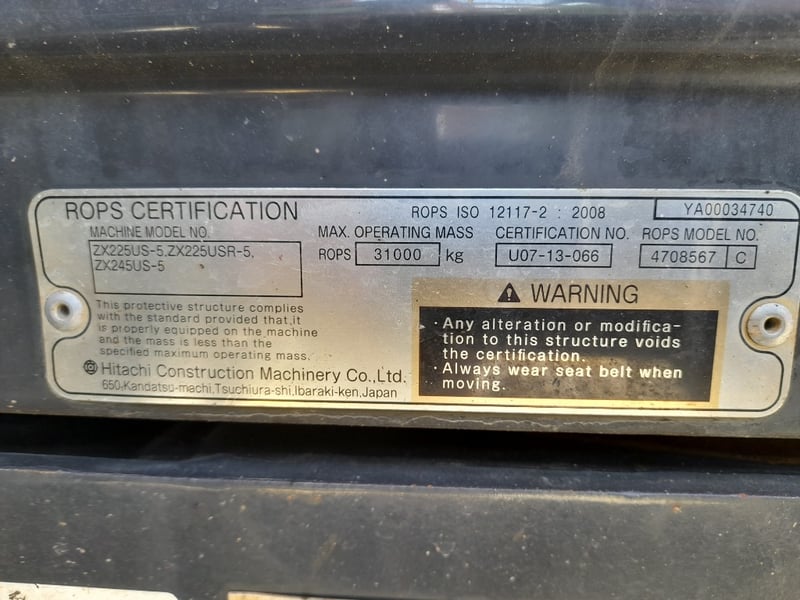 ROPS CERTIFICATION
ROPS ISO 12117-2 : 2008
YA00034740
MACHINE MODEL NO.
ZX225US-5,ZX225USR-5,
ZX245US-5
MAX. OPERATING MASS
ROPS 31000 kg
CERTIFICATION NO.
U07-13-066
ROPS MODEL NO.
4708567 C
This protective structure complies
with the standard provided that,it
is properly equipped on the machine
and the mass is less than the
specified maximum operating mass.
Hitachi Construction Machinery Co.,Ltd.
650,Kandatsu-machi,Tsuchiura-shi,Ibaraki-ken,Japan
WARNING
・Any alteration or modifica-
tion to this structure voids
the certification.
・Always wear seat belt when
moving.